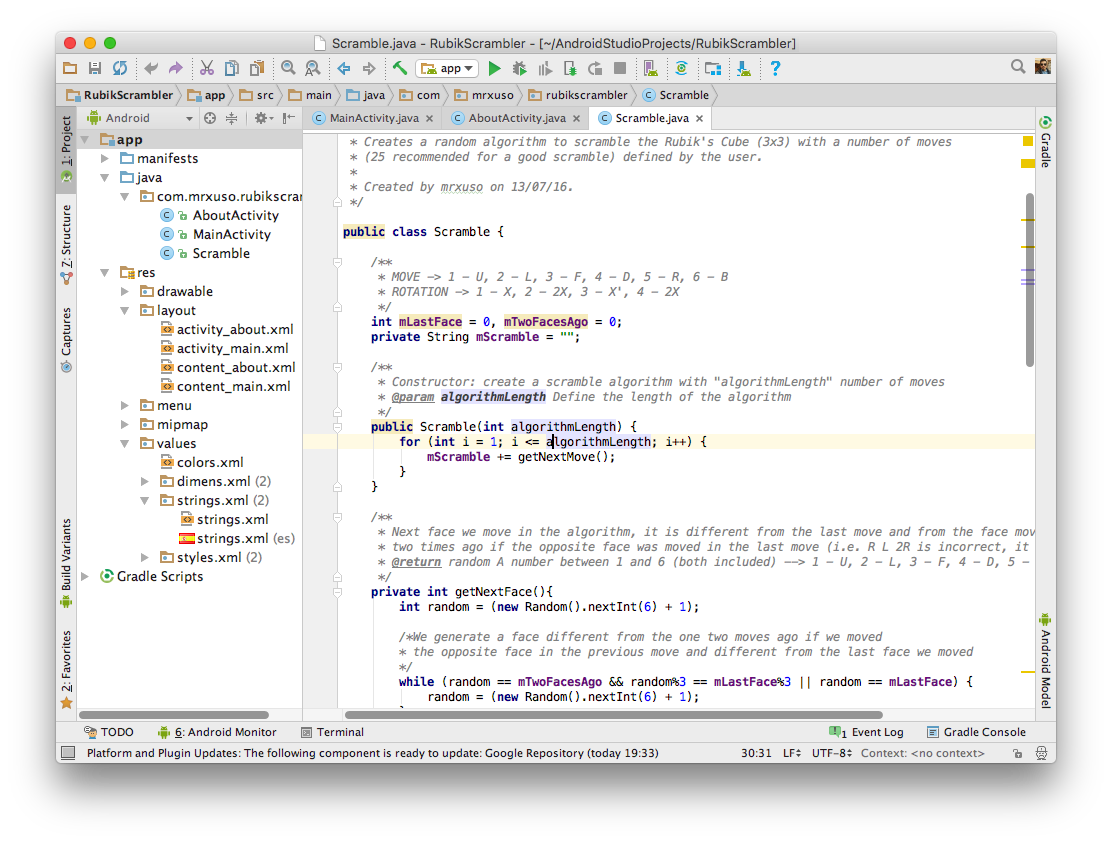 Scramble.java - RubikScrambler - [~/AndroidStudioProjects/RubikScrambler]
app
RubikScrambler app src main java com mrxuso rubikscrambler Scramble
Android
MainActivity.java AboutActivity.java Scramble.java
1: Project
Z: Structure
Captures
Build Variants
2: Favorites
app
manifests
java
com.mrxuso.rubikscrar
AboutActivity
MainActivity
Scramble
res
drawable
layout
activity_about.xml
activity_main.xml
content_about.xml
content_main.xml
menu
mipmap
values
colors.xml
dimens.xml (2)
strings.xml (2)
strings.xml
strings.xml (es)
styles.xml (2)
Gradle Scripts
* Creates a random algorithm to scramble the Rubik's Cube (3x3) with a number of moves
* (25 recommended for a good scramble) defined by the user.
*
* Created by mrxuso on 13/07/16.
*/
public class Scramble {
/**
* MOVE -> 1 - U, 2 - L, 3 - F, 4 - D, 5 - R, 6 - B
* ROTATION -> 1 - X, 2 - 2X, 3 - X', 4 - 2X
*/
int mLastFace = 0, mTwoFacesAgo = 0;
private String mScramble = "";
/**
* Constructor: create a scramble algorithm with "algorithmLength" number of moves
* @param algorithmLength Define the length of the algorithm
*/
public Scramble(int algorithmLength) {
for (int i = 1; i <= algorithmLength; i++) {
mScramble += getNextMove();
}
}
/**
* Next face we move in the algorithm, it is different from the last move and from the face mov
* two times ago if the opposite face was moved in the last move (i.e. R L 2R is incorrect, it
* @return random A number between 1 and 6 (both included) --> 1 - U, 2 - L, 3 - F, 4 - D, 5 -
*/
private int getNextFace(){
int random = (new Random().nextInt(6) + 1);
/*We generate a face different from the one two moves ago if we moved
* the opposite face in the previous move and different from the last face we moved
*/
while (random == mTwoFacesAgo && random%3 == mLastFace%3 || random == mLastFace) {
random = (new Random().nextInt(6) + 1);
Gradle
Android Model
TODO 6: Android Monitor Terminal 1 Event Log Gradle Console
Platform and Plugin Updates: The following component is ready to update: Google Repository (today 19:33) 30:31 LF UTF-8 Context: <no context>